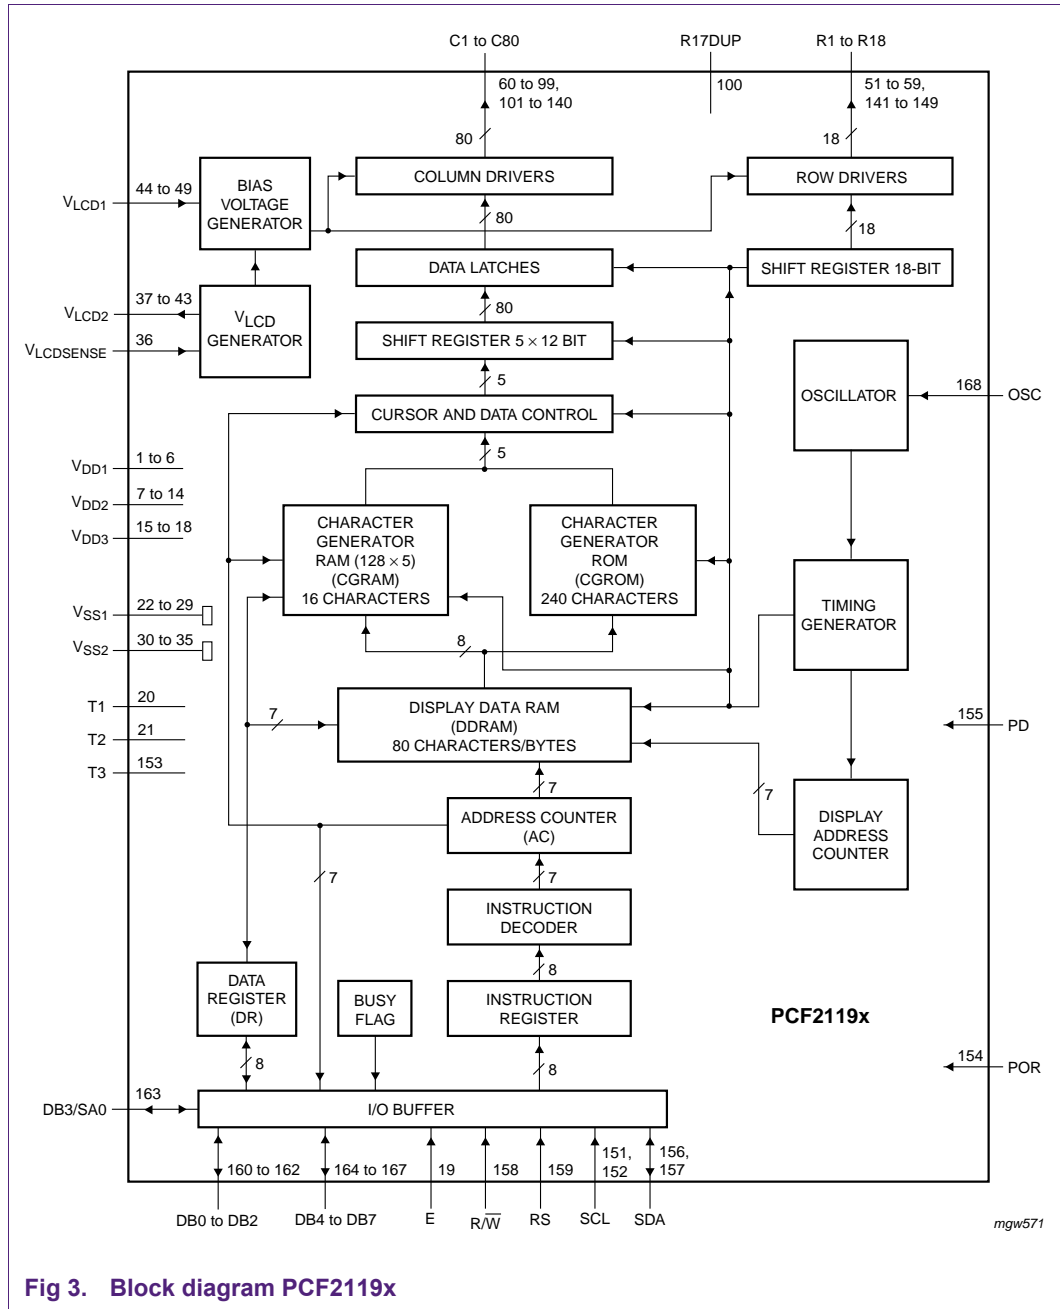 C1 to C80
R17DUP
R1 to R18
60 to 99,
101 to 140
100
51 to 59,
141 to 149
80
18
44 to 49
VLCD1
BIAS
VOLTAGE
GENERATOR
COLUMN DRIVERS
ROW DRIVERS
80
18
DATA LATCHES
SHIFT REGISTER 18-BIT
37 to 43
VLCD2
VLCD
GENERATOR
80
36
VLCDSENSE
SHIFT REGISTER 5 × 12 BIT
5
OSCILLATOR
168
OSC
CURSOR AND DATA CONTROL
5
VDD1
1 to 6
VDD2
7 to 14
VDD3
15 to 18
CHARACTER
GENERATOR
RAM (128 × 5)
(CGRAM)
16 CHARACTERS
CHARACTER
GENERATOR
ROM
(CGROM)
240 CHARACTERS
TIMING
GENERATOR
VSS1
22 to 29
VSS2
30 to 35
8
T1
20
T2
21
T3
153
7
DISPLAY DATA RAM
(DDRAM)
80 CHARACTERS/BYTES
155
PD
7
7
ADDRESS COUNTER
(AC)
DISPLAY
ADDRESS
COUNTER
7
7
INSTRUCTION
DECODER
8
DATA
REGISTER
(DR)
BUSY
FLAG
INSTRUCTION
REGISTER
PCF2119x
8
8
154
POR
163
DB3/SA0
I/O BUFFER
160 to 162
164 to 167
19
158
159
151,
152
156,
157
DB0 to DB2
DB4 to DB7
E
R/W̅
RS
SCL
SDA
mgw571
Fig 3. Block diagram PCF2119x